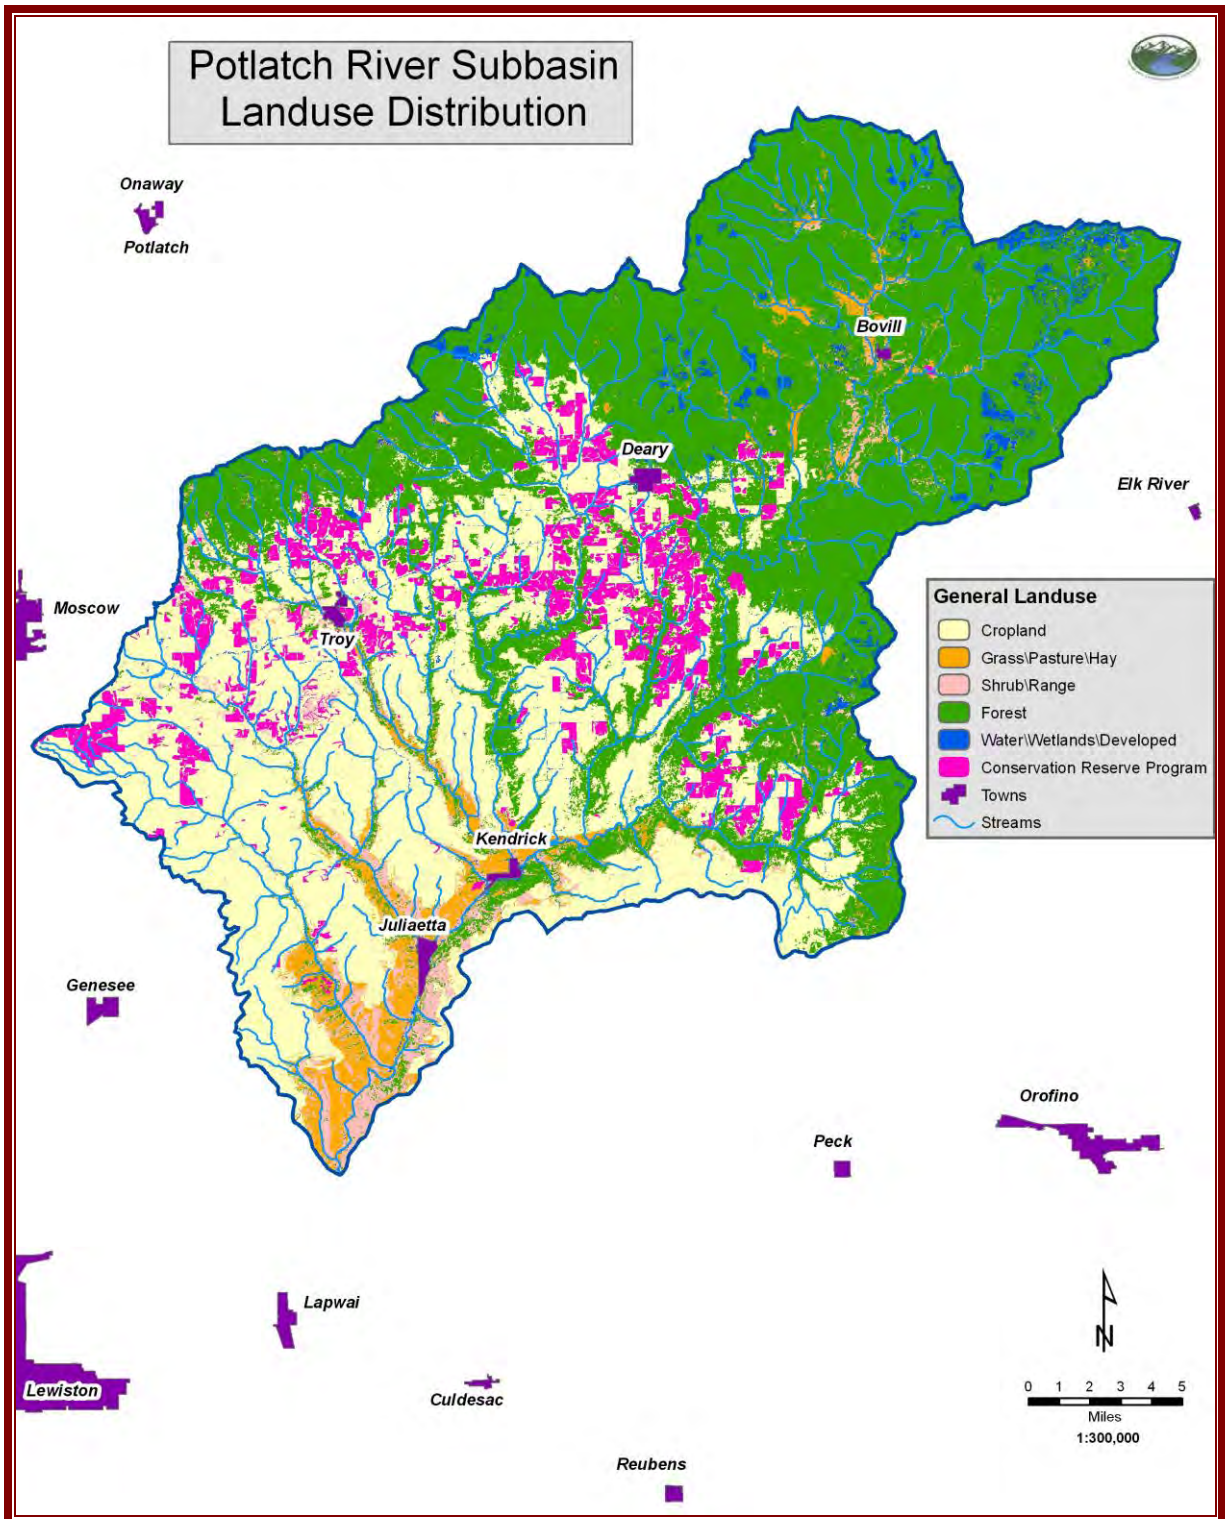 Potlatch River Subbasin
Landuse Distribution
Onaway
Potlatch
Bovill
Deary
Elk River
Moscow
Troy
General Landuse
Cropland
Grass\Pasture\Hay
Shrub\Range
Forest
Water\Wetlands\Developed
Conservation Reserve Program
Towns
Streams
Kendrick
Juliaetta
Genesee
Orofino
Peck
Lapwai
N
Lewiston
Culdesac
0 1 2 3 4 5
Miles
1:300,000
Reubens